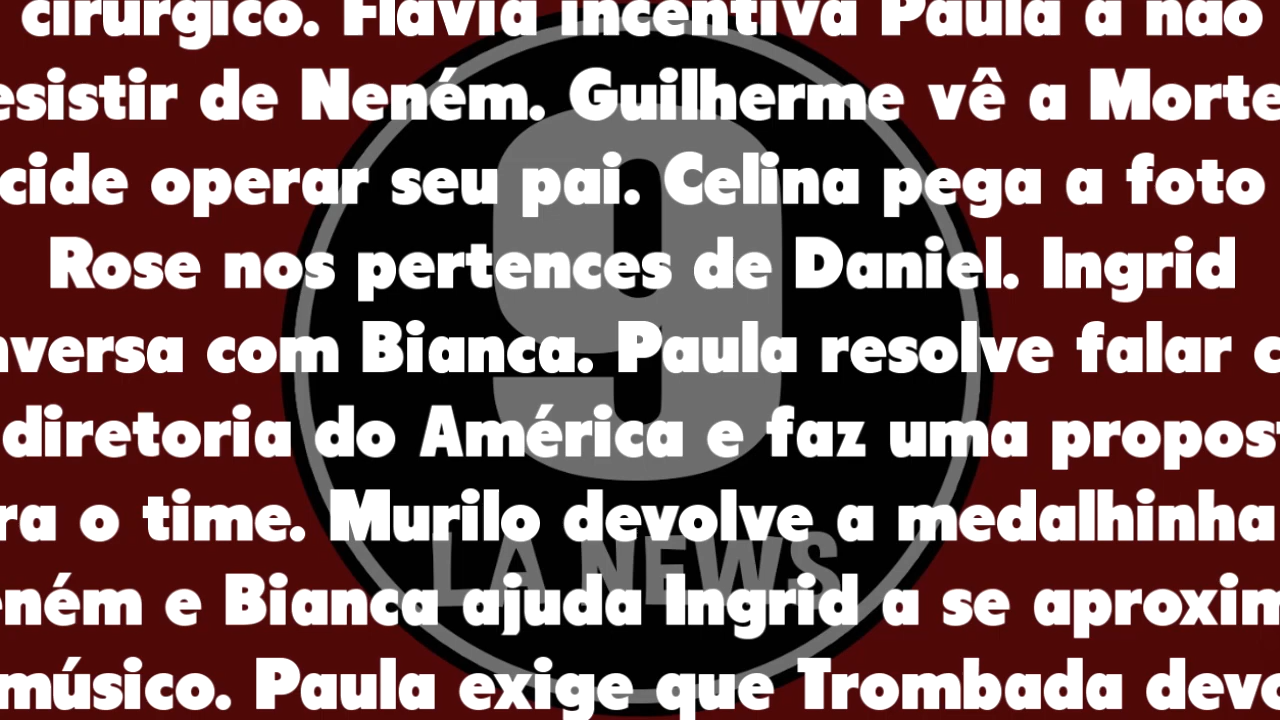 cirúrgico. Flávia incentiva Paula a não
esistir de Neném. Guilherme vê a Morte
cide operar seu pai. Celina pega a foto
Rose nos pertences de Daniel. Ingrid
nversa com Bianca. Paula resolve falar c
diretoria do América e faz uma propost
ra o time. Murilo devolve a medalhinha
eném e Bianca ajuda Ingrid a se aproxim
músico. Paula exige que Trombada devo
9
LA NEWS